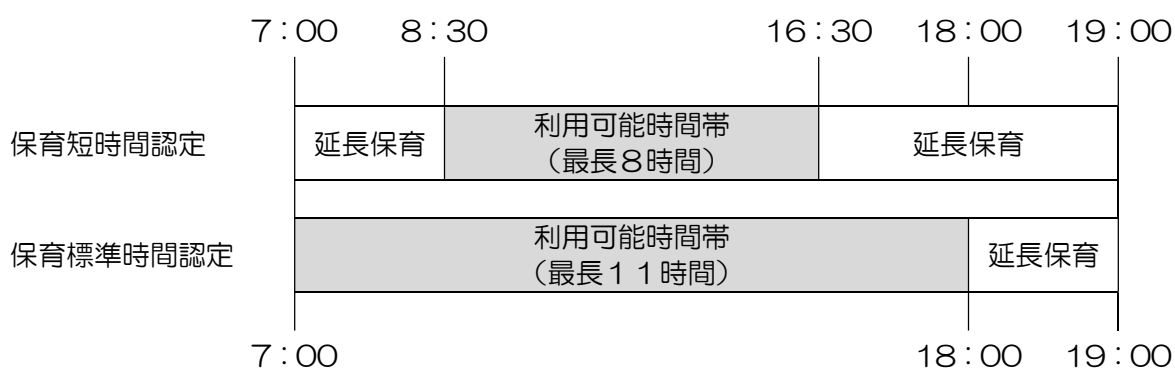 ７：００　８：３０　１６：３０　１８：００　１９：００
保育短時間認定　延長保育　利用可能時間帯　延長保育
（最長８時間）
保育標準時間認定　利用可能時間帯　延長保育
（最長１１時間）
７：００　１８：００　１９：００